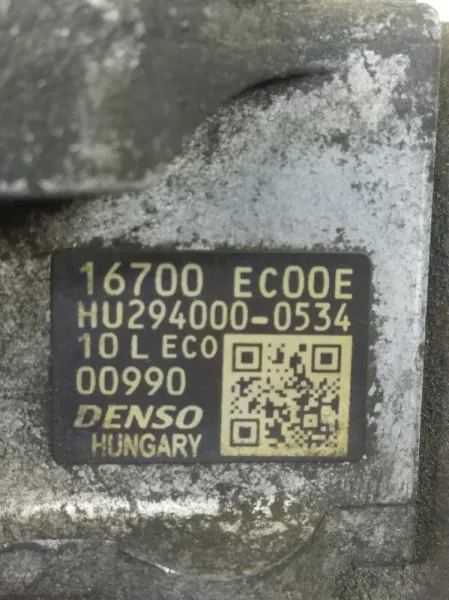 16700 EC00E
HU294000-0534
10 L ECO
00990
DENSO
HUNGARY